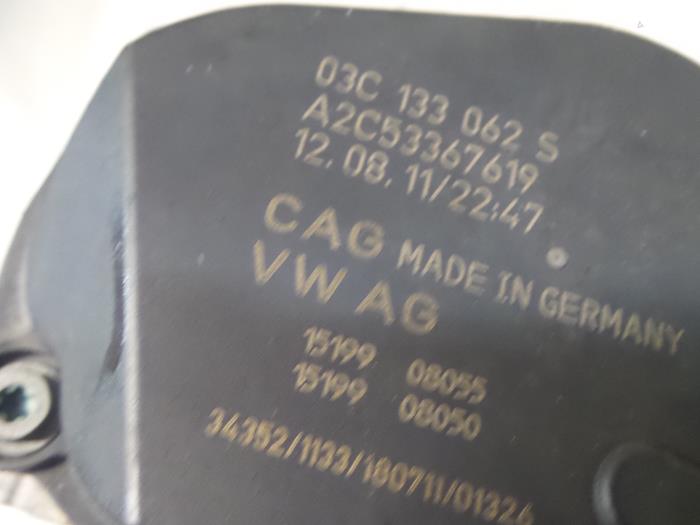 03C 133 062 S
A2C53367619
12.08.11/22:47
CAG MADE IN GERMANY
VW AG
15199 08055
15199 08050
34352/1133/180711/01324